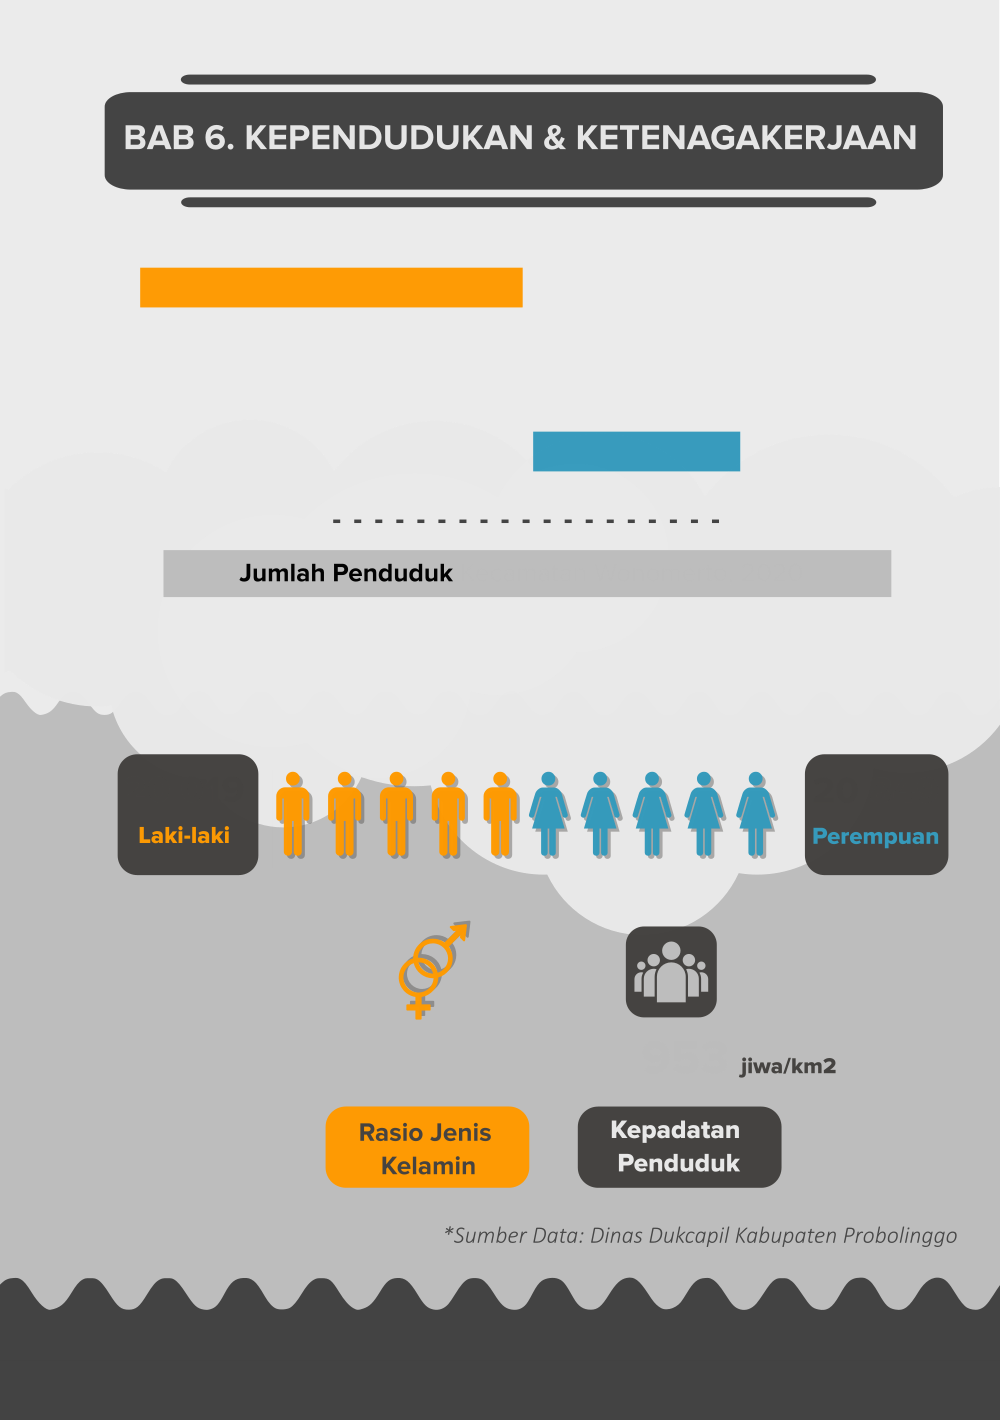 BAB 6. KEPENDUDUKAN & KETENAGAKERJAAN
Jumlah Penduduk
Laki-laki
Perempuan
jiwa/km2
Rasio Jenis
Kelamin
Kepadatan
Penduduk
*Sumber Data: Dinas Dukcapil Kabupaten Probolinggo